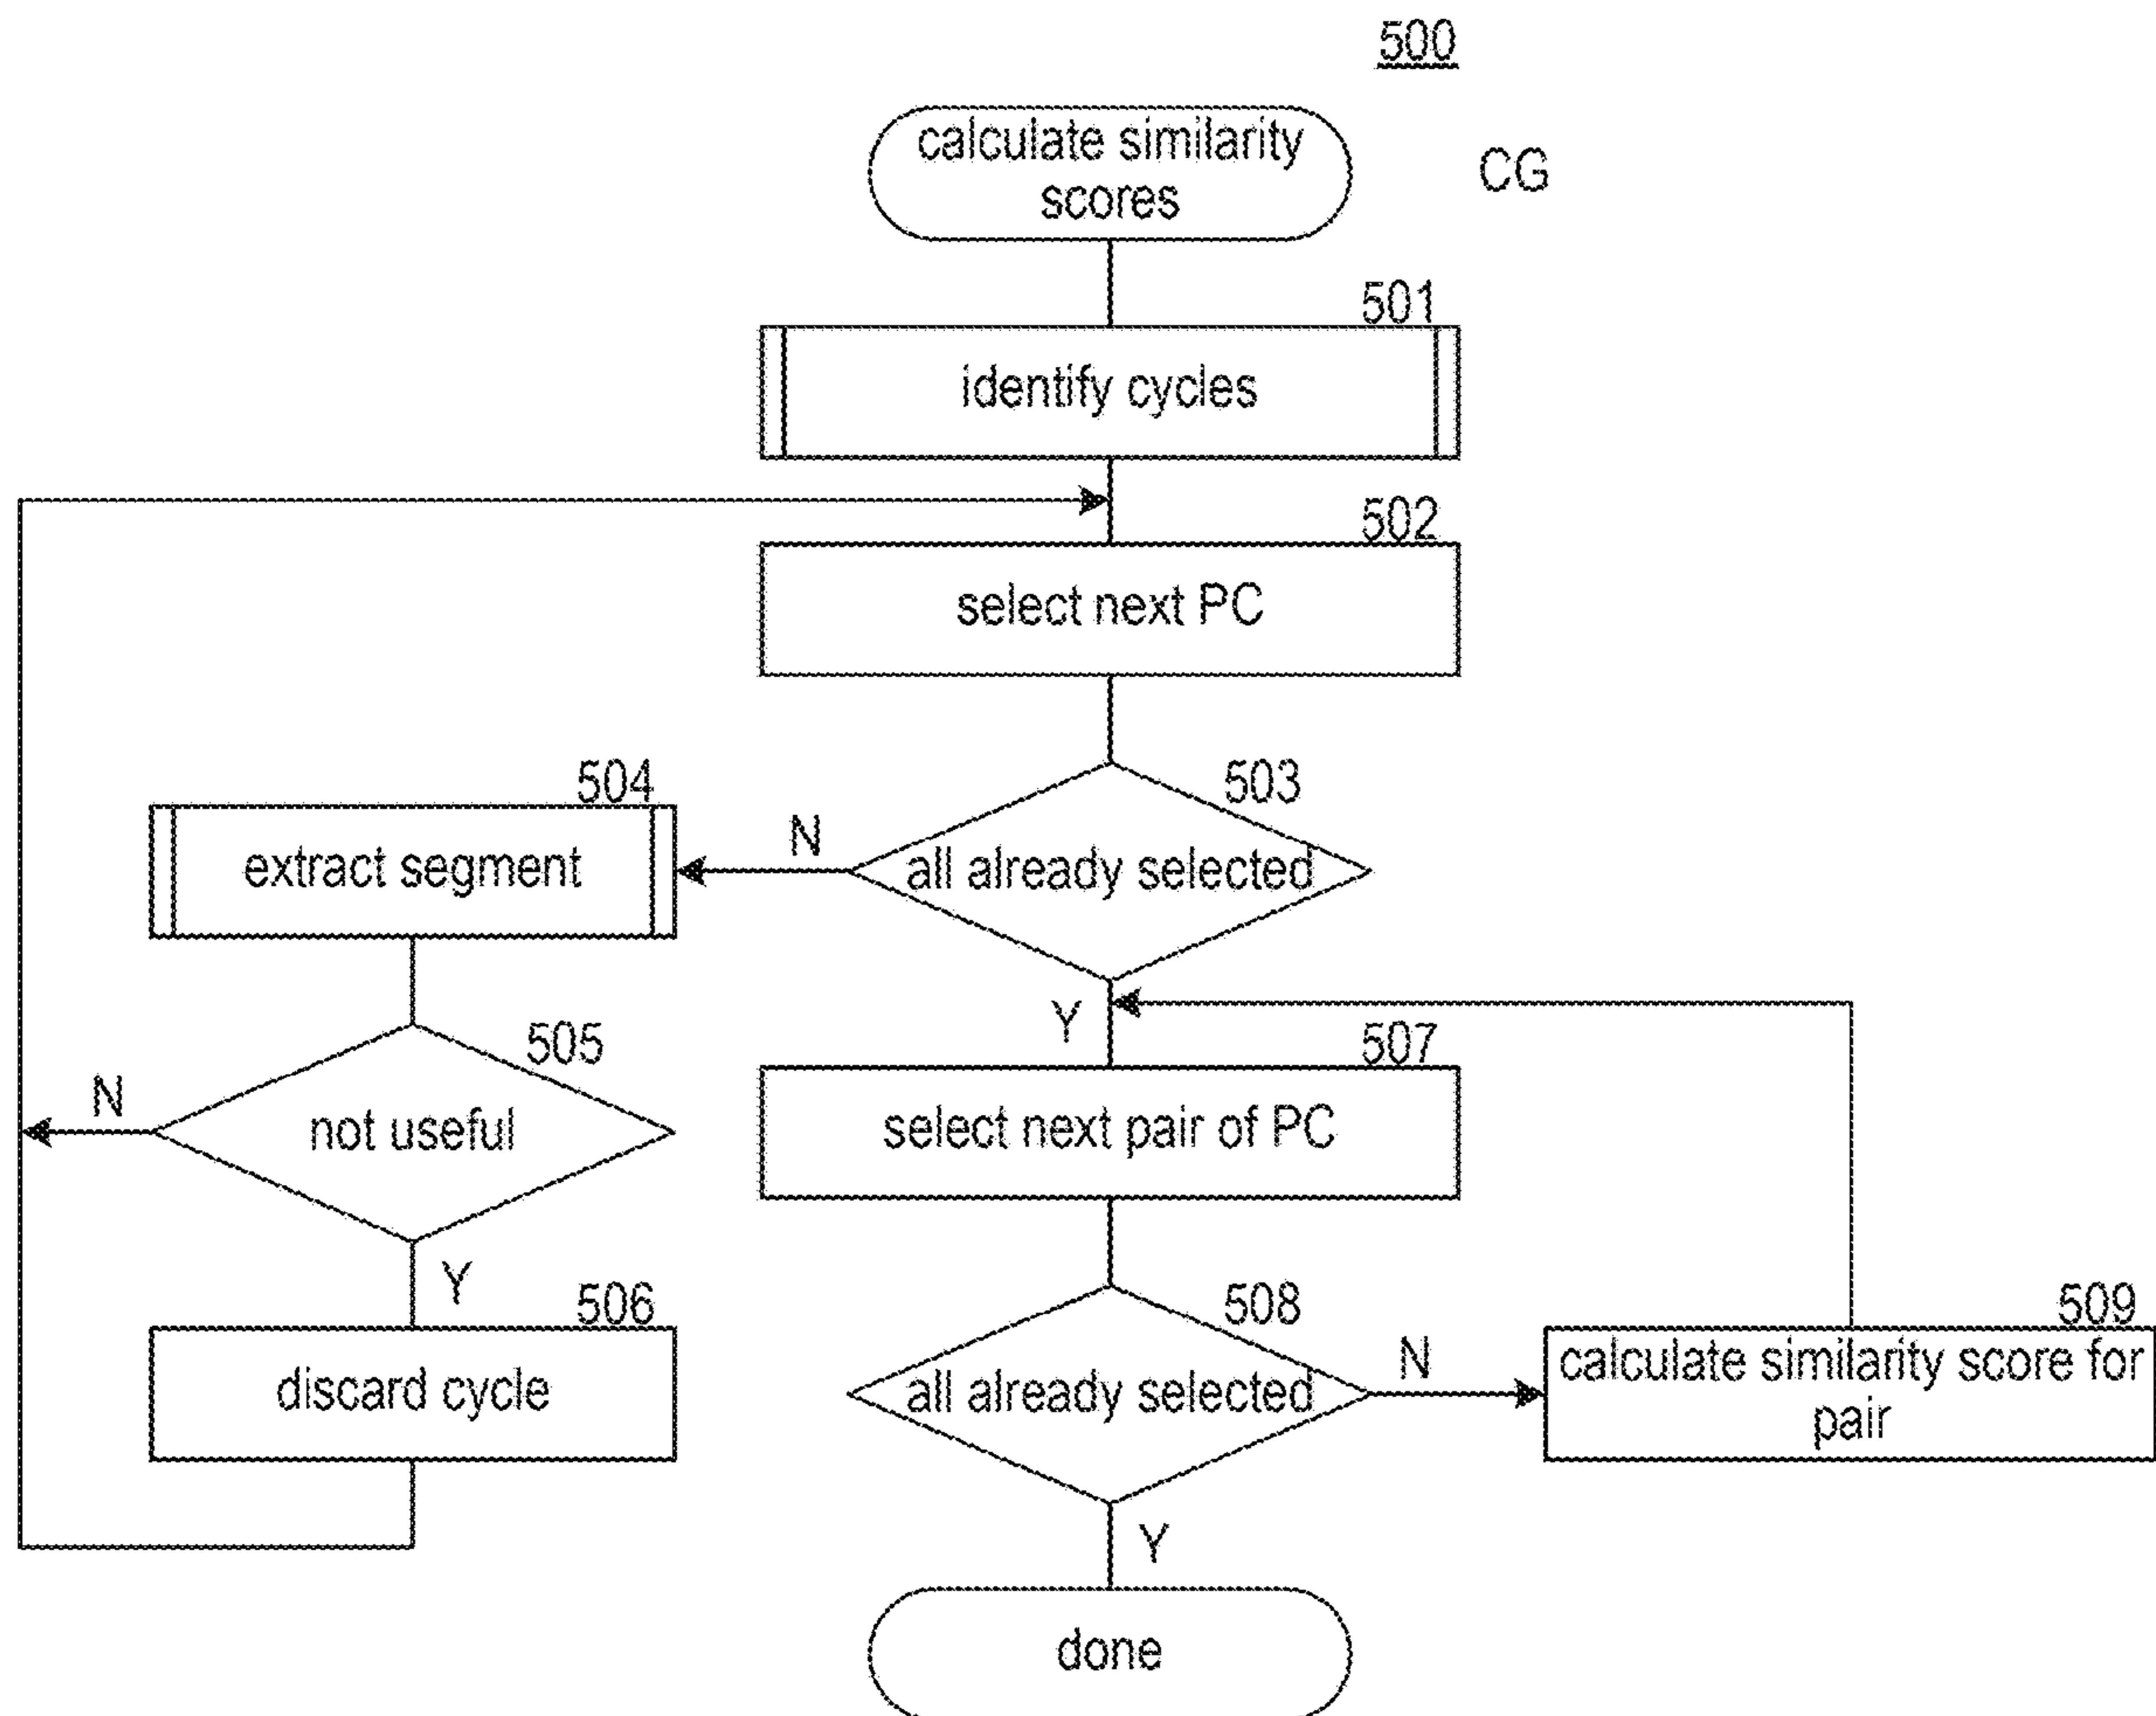 500
calculate similarity
scores
CG
501
identify cycles
502
select next PC
503
all already selected
N
504
extract segment
505
not useful
N
Y
506
discard cycle
Y
507
select next pair of PC
508
all already selected
N
509
calculate similarity score for
pair
Y
done